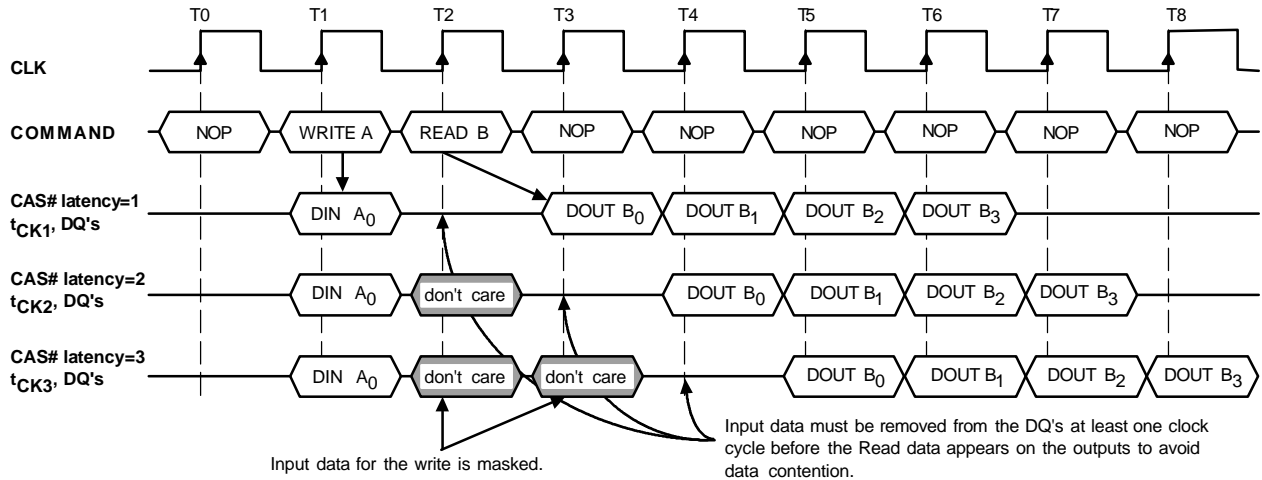 T0 T1 T2 T3 T4 T5 T6 T7 T8
CLK
COMMAND NOP WRITE A READ B NOP NOP NOP NOP NOP NOP
CAS# latency=1
tCK1, DQ's DIN A0 DOUT B0 DOUT B1 DOUT B2 DOUT B3
CAS# latency=2
tCK2, DQ's DIN A0 don't care DOUT B0 DOUT B1 DOUT B2 DOUT B3
CAS# latency=3
tCK3, DQ's DIN A0 don't care don't care DOUT B0 DOUT B1 DOUT B2 DOUT B3
Input data for the write is masked.
Input data must be removed from the DQ's at least one clock
cycle before the Read data appears on the outputs to avoid
data contention.